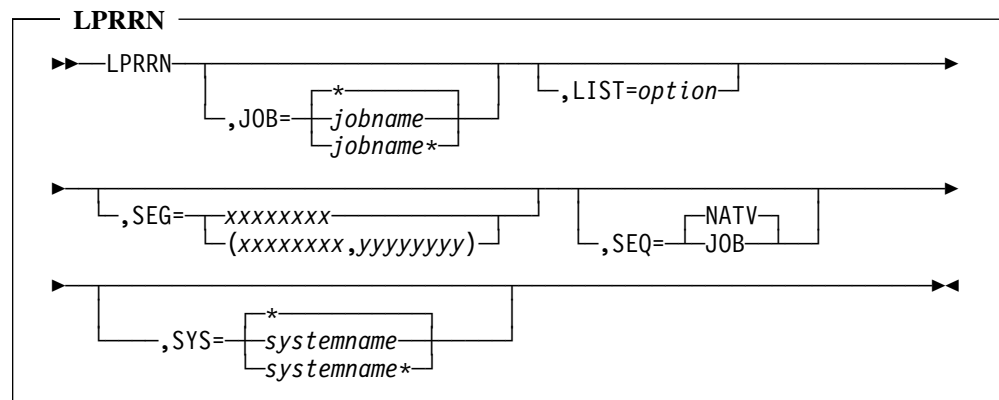 LPRRN
LPRRN
,JOB= * ,LIST=option
jobname
jobname*
,SEG= xxxxxxxx ,SEQ= NATV
(xxxxxxxx,yyyyyyyy) JOB
,SYS= *
systemname
systemname*